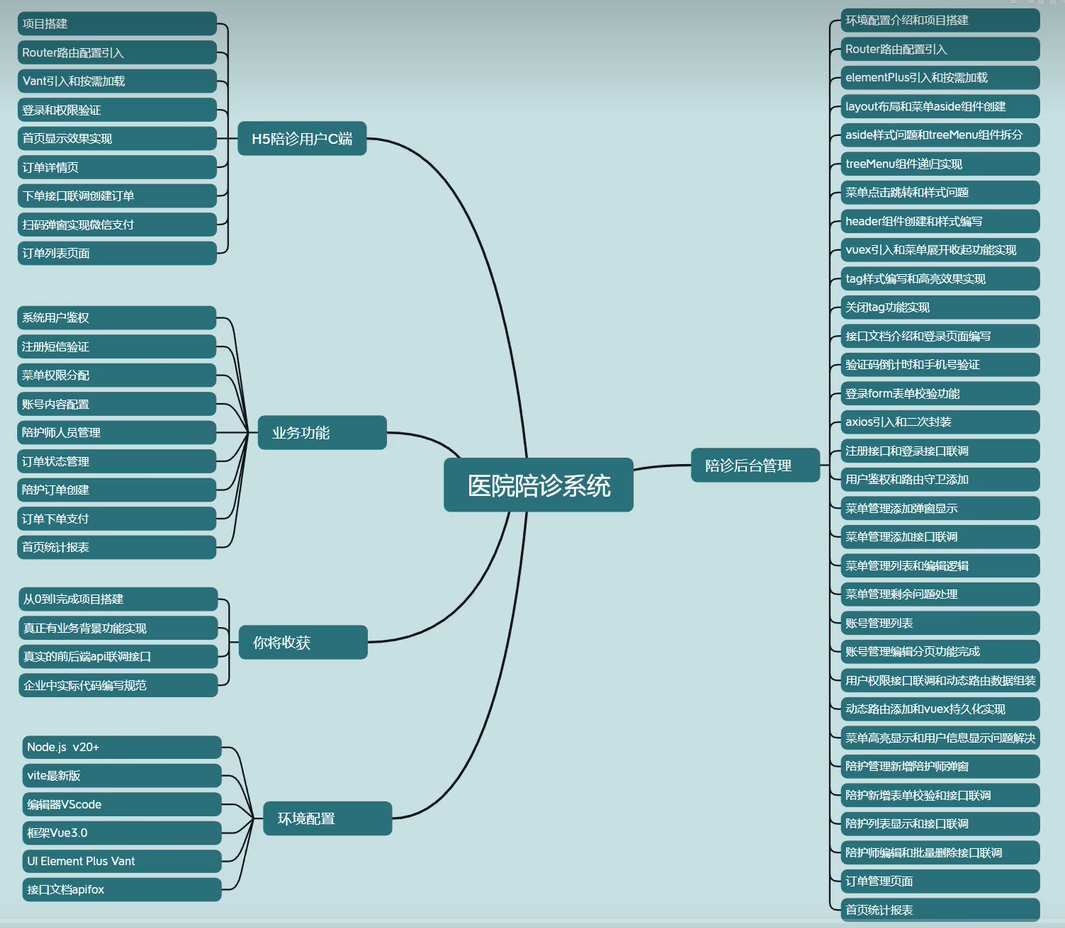 医院陪诊系统
H5陪诊用户C端
项目搭建
Router路由配置引入
Vant引入和按需加载
登录和权限验证
首页显示效果实现
订单详情页
下单接口联调创建订单
扫码弹窗实现微信支付
订单列表页面
业务功能
系统用户鉴权
注册短信验证
菜单权限分配
账号内容配置
陪护师人员管理
订单状态管理
陪护订单创建
订单下单支付
首页统计报表
你将收获
从0到1完成项目搭建
真正有业务背景功能实现
真实的前后端api联调接口
企业中实际代码编写规范
环境配置
Node.js v20+
vite最新版
编辑器VScode
框架Vue3.0
UI Element Plus Vant
接口文档apifox
陪诊后台管理
环境配置介绍和项目搭建
Router路由配置引入
elementPlus引入和按需加载
layout布局和菜单aside组件创建
aside样式问题和treeMenu组件拆分
treeMenu组件递归实现
菜单点击跳转和样式问题
header组件创建和样式编写
vuex引入和菜单展开收起功能实现
tag样式编写和高亮效果实现
关闭tag功能实现
接口文档介绍和登录页面编写
验证码倒计时和手机号验证
登录form表单校验功能
axios引入和二次封装
注册接口和登录接口联调
用户鉴权和路由守卫添加
菜单管理添加弹窗显示
菜单管理添加接口联调
菜单管理列表和编辑逻辑
菜单管理剩余问题处理
账号管理列表
账号管理编辑分页功能完成
用户权限接口联调和动态路由数据组装
动态路由添加和vuex持久化实现
菜单高亮显示和用户信息显示问题解决
陪护管理新增陪护师弹窗
陪护新增表单校验和接口联调
陪护列表显示和接口联调
陪护师编辑和批量删除接口联调
订单管理页面
首页统计报表